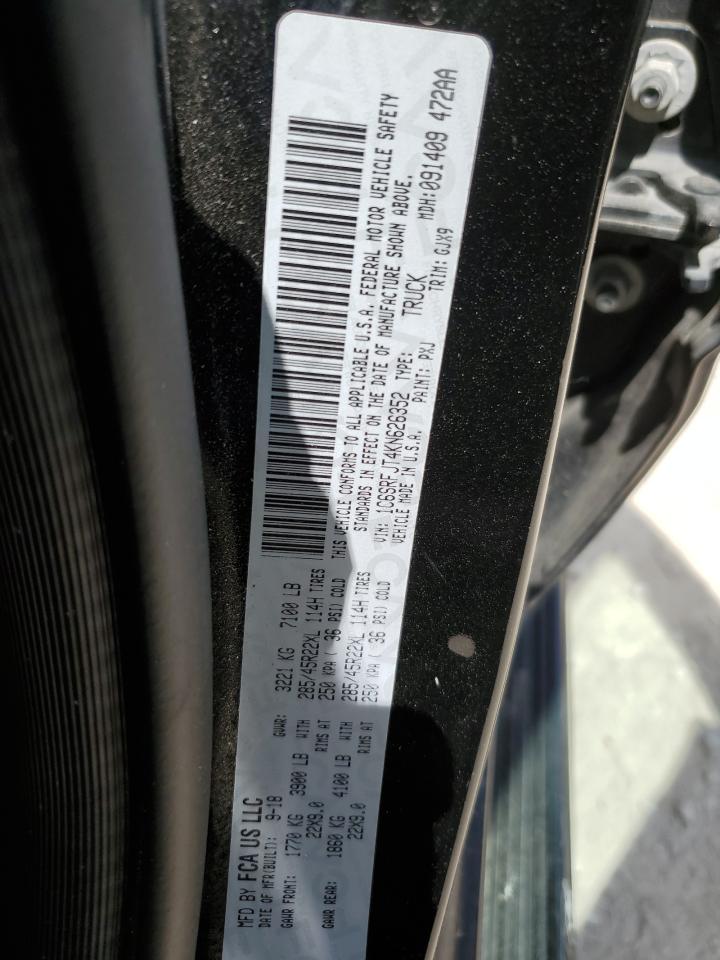 MFD BY FCA US LLC
DATE OF MFR(BUILT): 9-18 GVWR: 3221 KG 7100 LB
GAWR FRONT: 1770 KG 3900 LB WITH 285/45R22XL 114H TIRES
22X9.0 RIMS AT 250 KPA ( 36 PSI) COLD
GAWR REAR: 1860 KG 4100 LB WITH 285/45R22XL 114H TIRES
22X9.0 RIMS AT 250 KPA ( 36 PSI) COLD
THIS VEHICLE CONFORMS TO ALL APPLICABLE U.S.A. FEDERAL MOTOR VEHICLE SAFETY
STANDARDS IN EFFECT ON THE DATE OF MANUFACTURE SHOWN ABOVE.
VIN: 1C6SRFJT4KN626352 TYPE: TRUCK MDH:091409 472AA
VEHICLE MADE IN U.S.A. PAINT: PXJ TRIM: GJX9